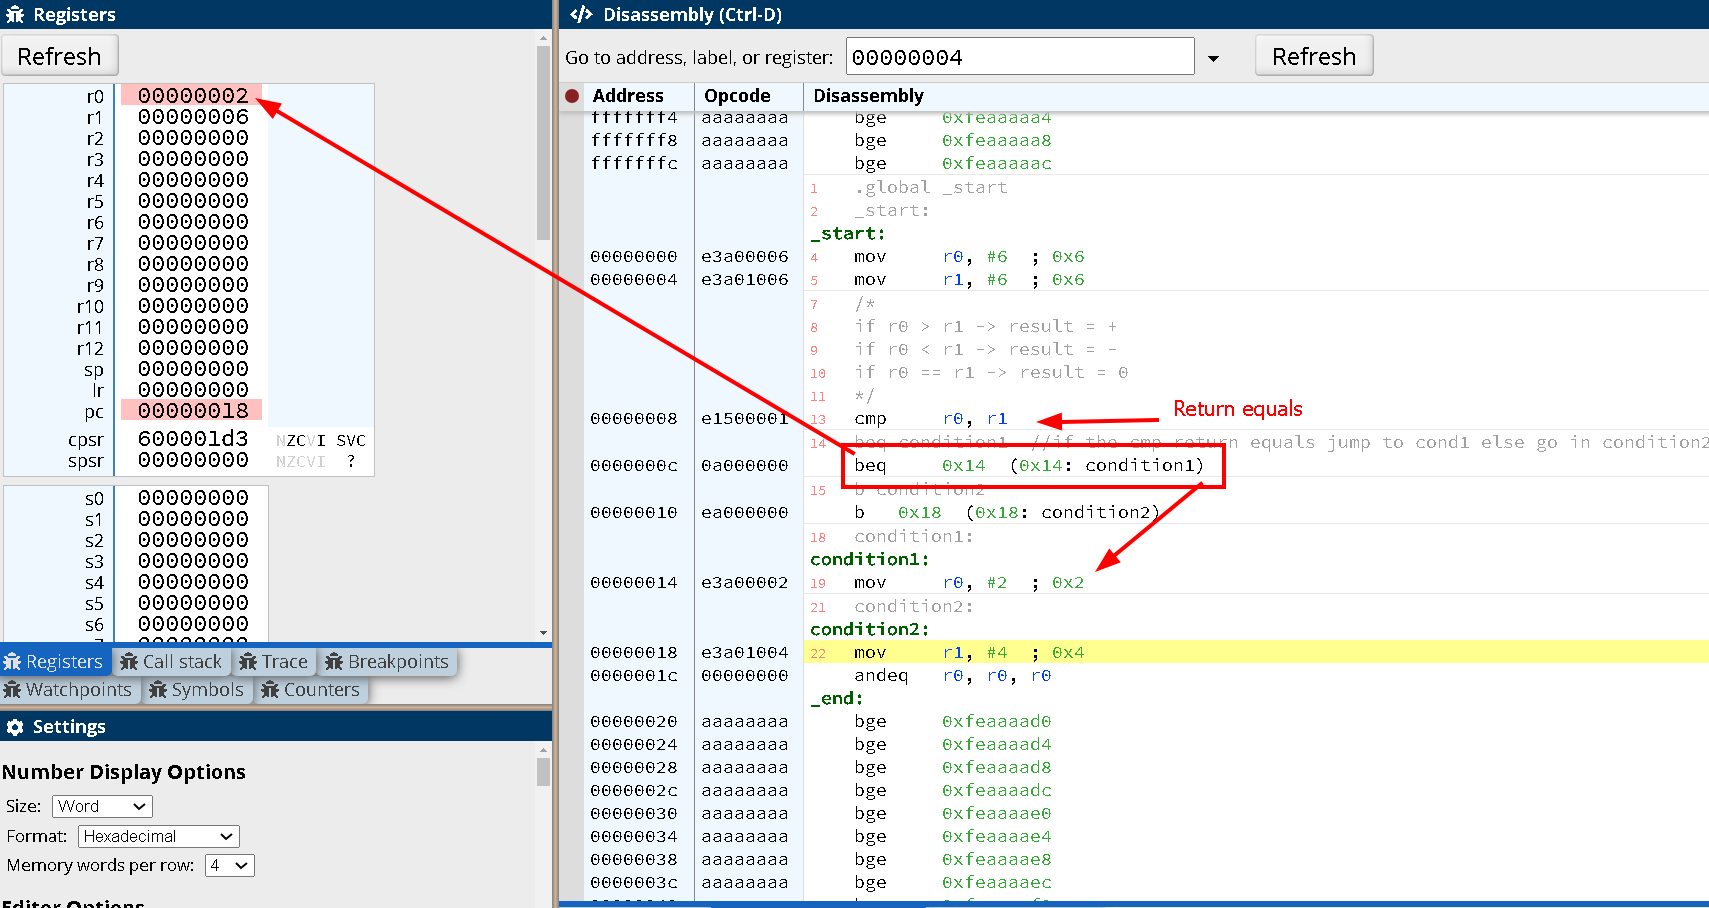 Registers
Refresh
r0 00000002
r1 00000006
r2 00000000
r3 00000000
r4 00000000
r5 00000000
r6 00000000
r7 00000000
r8 00000000
r9 00000000
r10 00000000
r11 00000000
r12 00000000
sp 00000000
lr 00000000
pc 00000018
cpsr 600001d3 NZCVI SVC
spsr 00000000 NZCVI ?
s0 00000000
s1 00000000
s2 00000000
s3 00000000
s4 00000000
s5 00000000
s6 00000000
Registers Call stack Trace Breakpoints
Watchpoints Symbols Counters
Settings
Number Display Options
Size: Word
Format: Hexadecimal
Memory words per row: 4
Editor Options
Disassembly (Ctrl-D)
Go to address, label, or register: 00000004 Refresh
Address Opcode Disassembly
fffffff4 aaaaaaaa bge 0xfeaaaaa4
fffffff8 aaaaaaaa bge 0xfeaaaaa8
fffffffc aaaaaaaa bge 0xfeaaaaac
1 .global _start
2 _start:
_start:
00000000 e3a00006 4 mov r0, #6 ; 0x6
00000004 e3a01006 5 mov r1, #6 ; 0x6
7 /*
8 if r0 > r1 -> result = +
9 if r0 < r1 -> result = -
10 if r0 == r1 -> result = 0
11 */
00000008 e1500001 13 cmp r0, r1 Return equals
14 beq condition1 //if the cmp return equals jump to cond1 else go in condition2
0000000c 0a000000 beq 0x14 (0x14: condition1)
15 b condition2
00000010 ea000000 b 0x18 (0x18: condition2)
18 condition1:
condition1:
00000014 e3a00002 19 mov r0, #2 ; 0x2
21 condition2:
condition2:
00000018 e3a01004 22 mov r1, #4 ; 0x4
0000001c 00000000 andeq r0, r0, r0
_end:
00000020 aaaaaaaa bge 0xfeaaaad0
00000024 aaaaaaaa bge 0xfeaaaad4
00000028 aaaaaaaa bge 0xfeaaaad8
0000002c aaaaaaaa bge 0xfeaaaadc
00000030 aaaaaaaa bge 0xfeaaaae0
00000034 aaaaaaaa bge 0xfeaaaae4
00000038 aaaaaaaa bge 0xfeaaaae8
0000003c aaaaaaaa bge 0xfeaaaaec